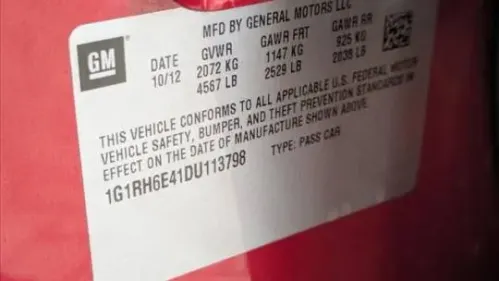 MFD BY GENERAL MOTORS LLC
GM
DATE GVWR GAWR FRT GAWR RR
10/12 2072 KG 1147 KG 925 KG
4567 LB 2529 LB 2039 LB
THIS VEHICLE CONFORMS TO ALL APPLICABLE U.S. FEDERAL MOTOR
VEHICLE SAFETY, BUMPER, AND THEFT PREVENTION STANDARDS IN
EFFECT ON THE DATE OF MANUFACTURE SHOWN ABOVE.
1G1RH6E41DU113798 TYPE: PASS CAR